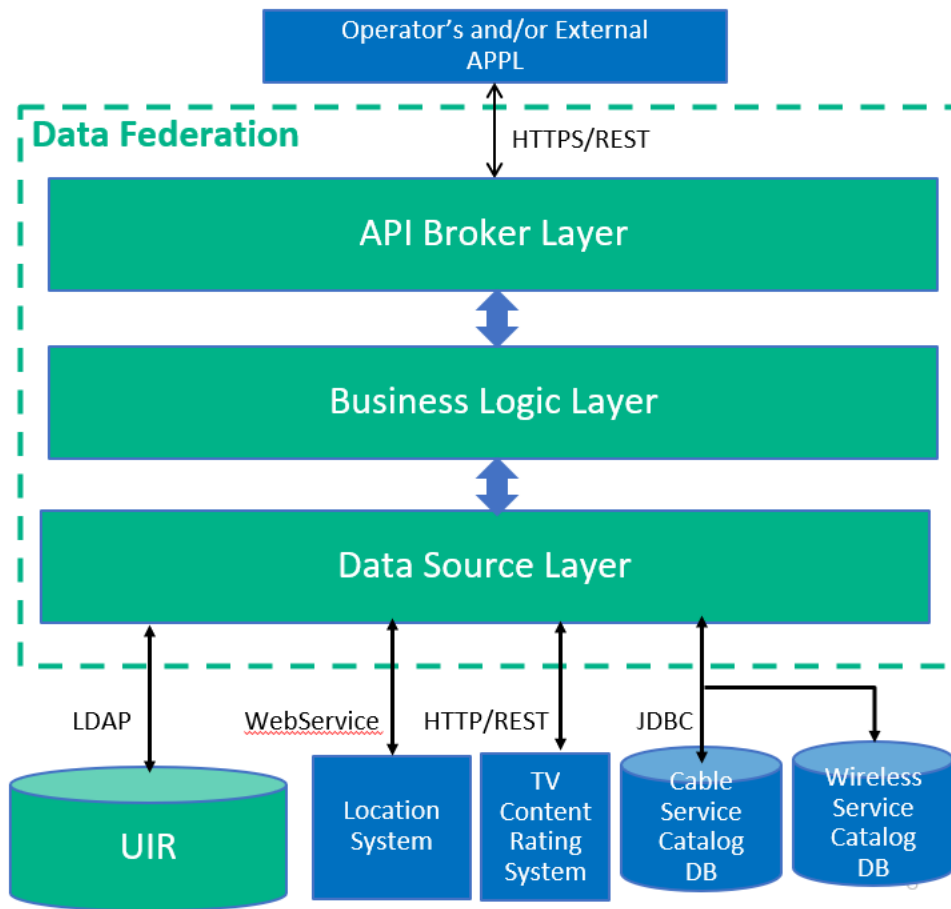 Operator's and/or External
APPL
Data Federation
HTTPS/REST
API Broker Layer
Business Logic Layer
Data Source Layer
LDAP
WebService
HTTP/REST
JDBC
UIR
Location
System
TV
Content
Rating
System
Cable
Service
Catalog
DB
Wireless
Service
Catalog
DB